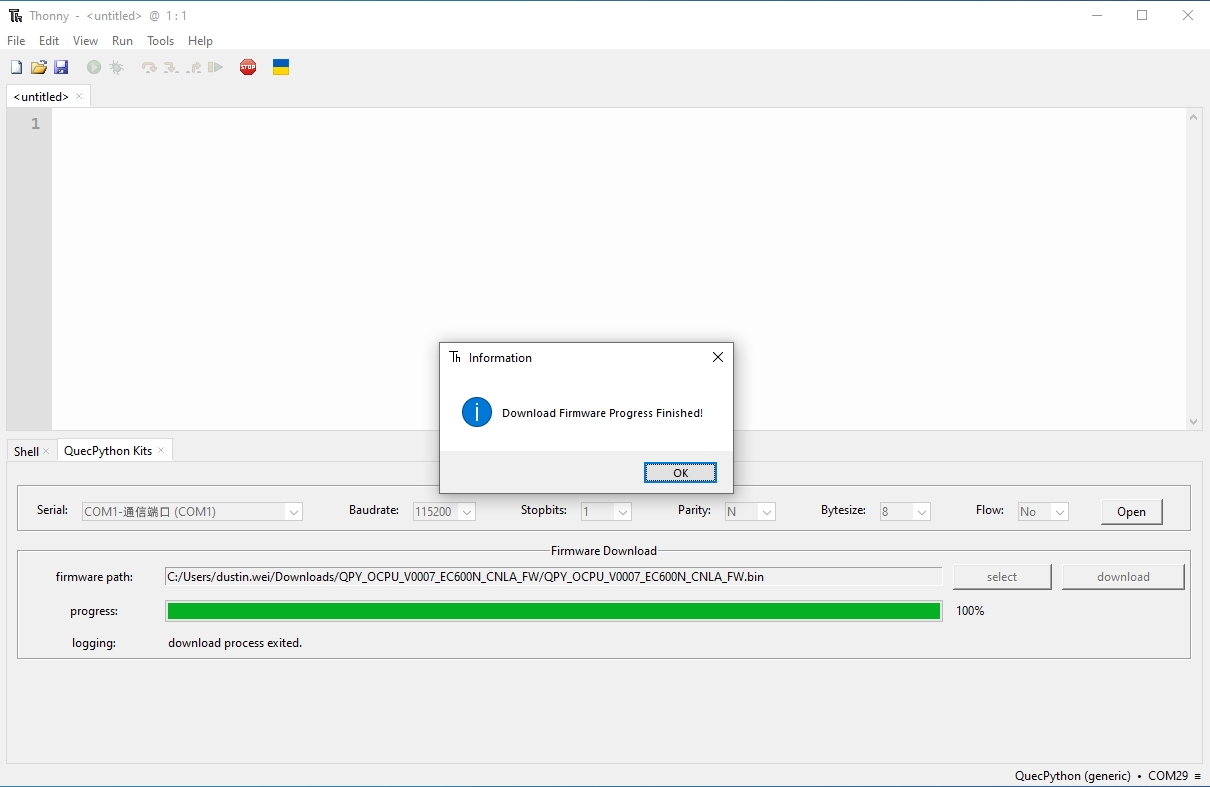 Thonny - <untitled> @ 1 : 1
File Edit View Run Tools Help
STOP
<untitled>
1
Information
Download Firmware Progress Finished!
OK
Shell QuecPython Kits
Serial: COM1-通信端口 (COM1) Baudrate: 115200 Stopbits: 1 Parity: N Bytesize: 8 Flow: No Open
Firmware Download
firmware path: C:/Users/dustin.wei/Downloads/QPY_OCPU_V0007_EC600N_CNLA_FW/QPY_OCPU_V0007_EC600N_CNLA_FW.bin select download
progress: 100%
logging: download process exited.
QuecPython (generic) • COM29 ≡